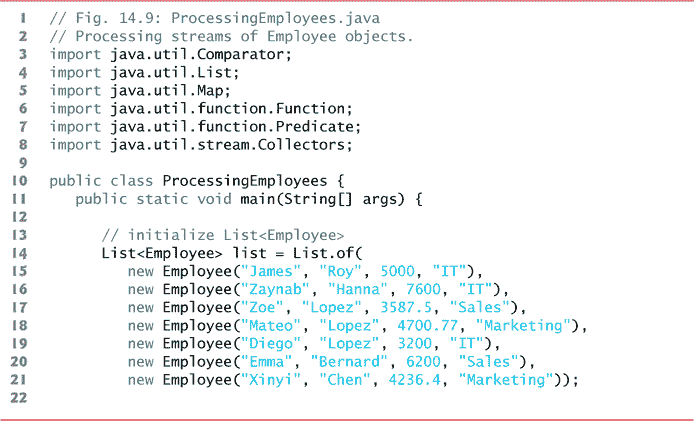 1 // Fig. 14.9: ProcessingEmployees.java
2 // Processing streams of Employee objects.
3 import java.util.Comparator;
4 import java.util.List;
5 import java.util.Map;
6 import java.util.function.Function;
7 import java.util.function.Predicate;
8 import java.util.stream.Collectors;
9
10 public class ProcessingEmployees {
11    public static void main(String[] args) {
12
13       // initialize List<Employee>
14       List<Employee> list = List.of(
15          new Employee("James", "Roy", 5000, "IT"),
16          new Employee("Zaynab", "Hanna", 7600, "IT"),
17          new Employee("Zoe", "Lopez", 3587.5, "Sales"),
18          new Employee("Mateo", "Lopez", 4700.77, "Marketing"),
19          new Employee("Diego", "Lopez", 3200, "IT"),
20          new Employee("Emma", "Bernard", 6200, "Sales"),
21          new Employee("Xinyi", "Chen", 4236.4, "Marketing"));
22